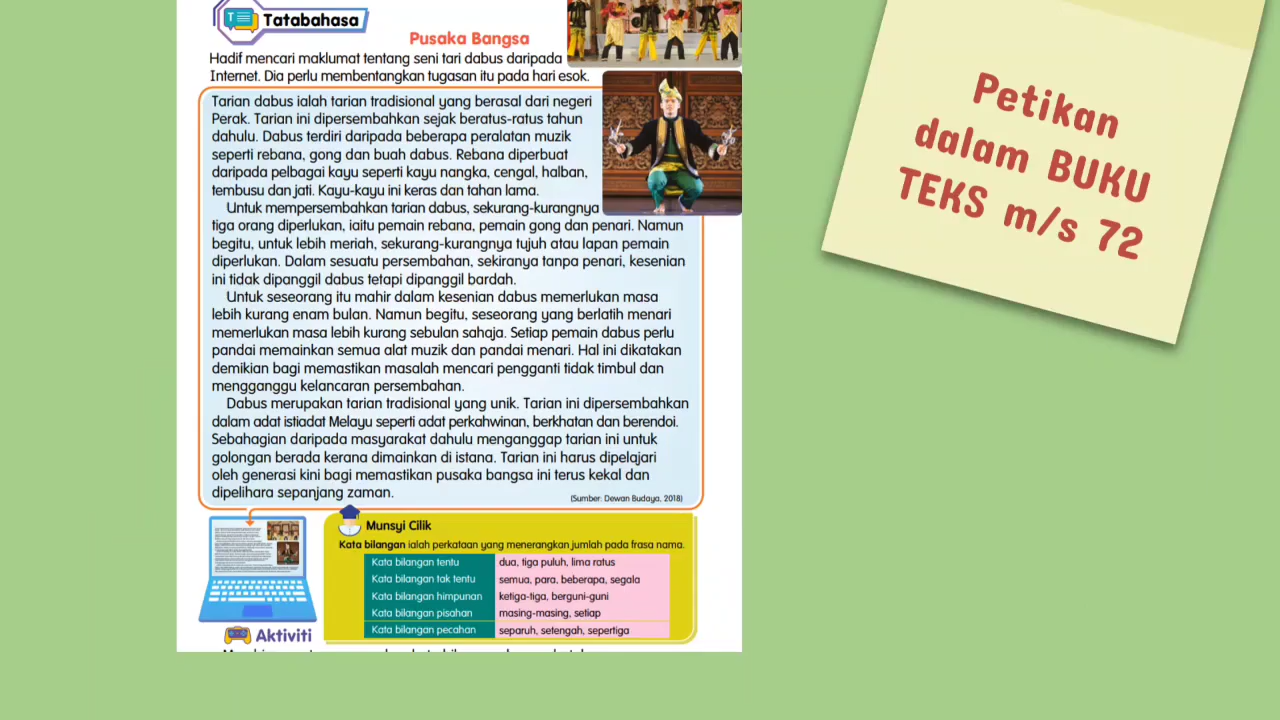 Tatabahasa
Pusaka Bangsa
Hadif mencari maklumat tentang seni tari dabus daripada
Internet. Dia perlu membentangkan tugasan itu pada hari esok.
Tarian dabus ialah tarian tradisional yang berasal dari negeri
Perak. Tarian ini dipersembahkan sejak beratus-ratus tahun
dahulu. Dabus terdiri daripada beberapa peralatan muzik
seperti rebana, gong dan buah dabus. Rebana diperbuat
daripada pelbagai kayu seperti kayu nangka, cengal, halban,
tembusu dan jati. Kayu-kayu ini keras dan tahan lama.
Untuk mempersembahkan tarian dabus, sekurang-kurangnya
tiga orang diperlukan, iaitu pemain rebana, pemain gong dan penari. Namun
begitu, untuk lebih meriah, sekurang-kurangnya tujuh atau lapan pemain
diperlukan. Dalam sesuatu persembahan, sekiranya tanpa penari, kesenian
ini tidak dipanggil dabus tetapi dipanggil bardah.
Untuk seseorang itu mahir dalam kesenian dabus memerlukan masa
lebih kurang enam bulan. Namun begitu, seseorang yang berlatih menari
memerlukan masa lebih kurang sebulan sahaja. Setiap pemain dabus perlu
pandai memainkan semua alat muzik dan pandai menari. Hal ini dikatakan
demikian bagi memastikan masalah mencari pengganti tidak timbul dan
mengganggu kelancaran persembahan.
Dabus merupakan tarian tradisional yang unik. Tarian ini dipersembahkan
dalam adat istiadat Melayu seperti adat perkahwinan, berkhatan dan berendoi.
Sebahagian daripada masyarakat dahulu menganggap tarian ini untuk
golongan berada kerana dimainkan di istana. Tarian ini harus dipelajari
oleh generasi kini bagi memastikan pusaka bangsa ini terus kekal dan
dipelihara sepanjang zaman.
(Sumber: Dewan Budaya, 2018)
Munsyi Cilik
Kata bilangan ialah perkataan yang menerangkan jumlah pada frasa nama.
Kata bilangan tentu dua, tiga puluh, lima ratus
Kata bilangan tak tentu semua, para, beberapa, segala
Kata bilangan himpunan ketiga-tiga, berguni-guni
Kata bilangan pisahan masing-masing, setiap
Kata bilangan pecahan separuh, setengah, sepertiga
Aktiviti
Petikan
dalam BUKU
TEKS m/s 72